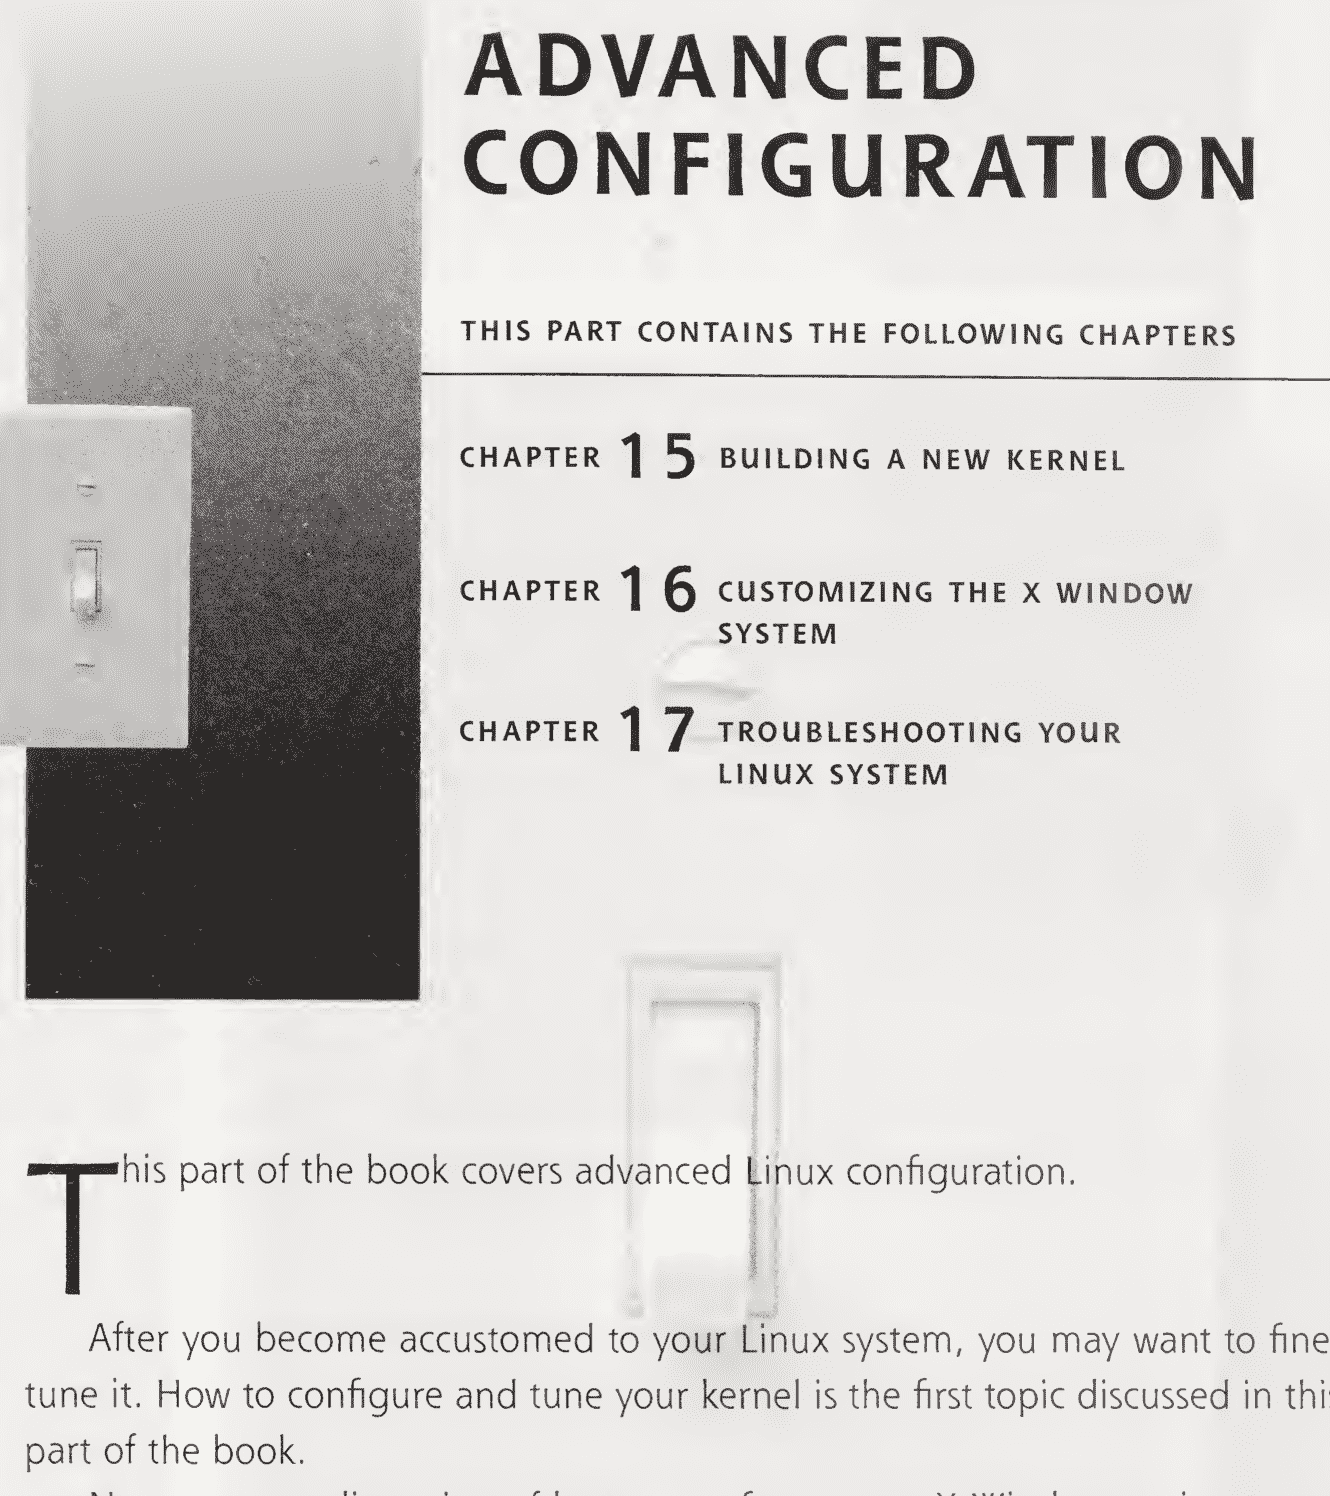 ADVANCED
CONFIGURATION
THIS PART CONTAINS THE FOLLOWING CHAPTERS
CHAPTER 15 BUILDING A NEW KERNEL
CHAPTER 16 CUSTOMIZING THE X WINDOW
SYSTEM
CHAPTER 17 TROUBLESHOOTING YOUR
LINUX SYSTEM
This part of the book covers advanced Linux configuration.
After you become accustomed to your Linux system, you may want to fine
tune it. How to configure and tune your kernel is the first topic discussed in this
part of the book.